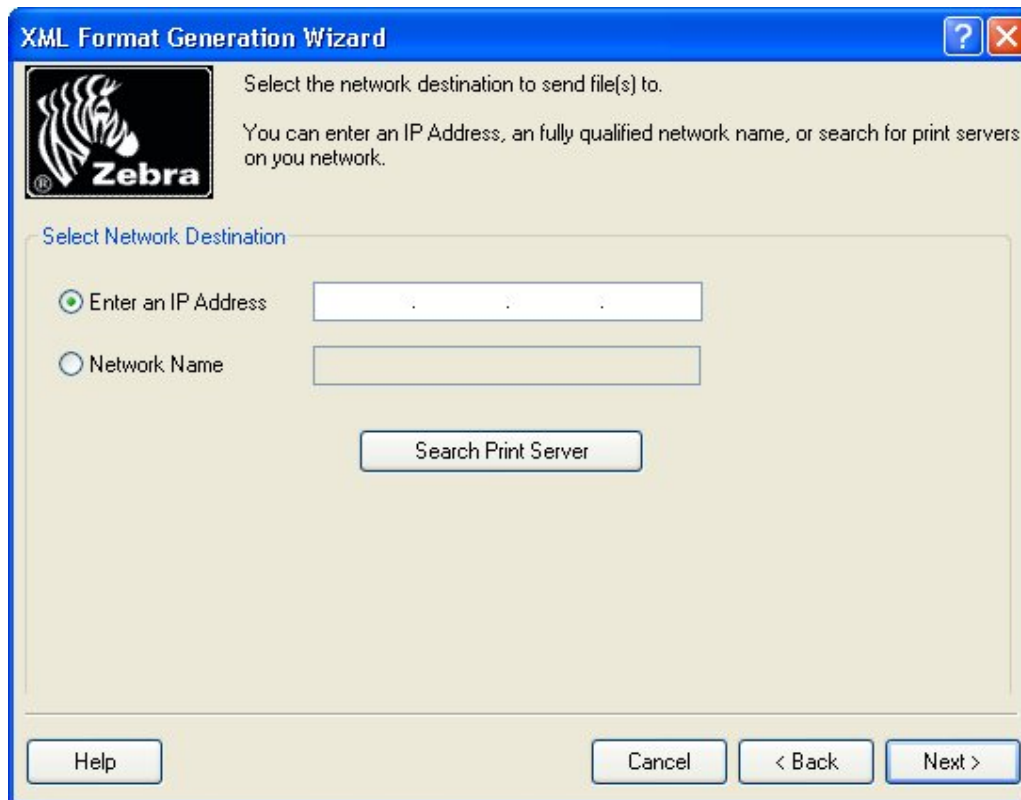 XML Format Generation Wizard
Select the network destination to send file(s) to.
You can enter an IP Address, an fully qualified network name, or search for print servers
on you network.
® Zebra
Select Network Destination
Enter an IP Address
. . .
Network Name
Search Print Server
Help
Cancel
< Back
Next >